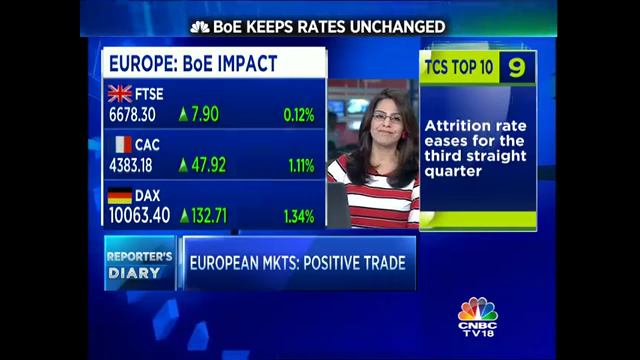 BoE KEEPS RATES UNCHANGED
EUROPE: BoE IMPACT
FTSE
6678.30 ▲7.90 0.12%
CAC
4383.18 ▲47.92 1.11%
DAX
10063.40 ▲132.71 1.34%
TCS TOP 10 9
Attrition rate
eases for the
third straight
quarter
REPORTER'S
DIARY
EUROPEAN MKTS: POSITIVE TRADE
CNBC
TV18